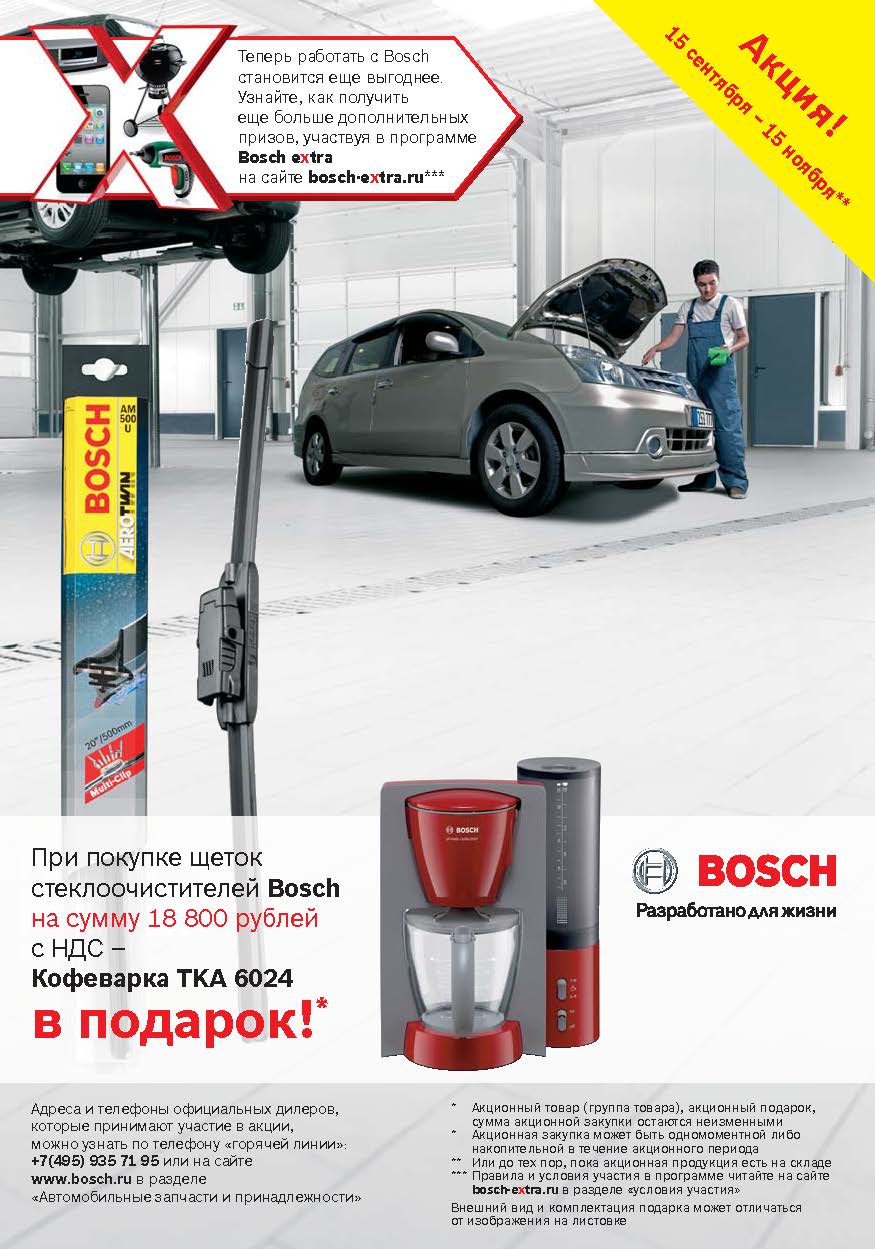 Теперь работать с Bosch
становится еще выгоднее.
Узнайте, как получить
еще больше дополнительных
призов, участвуя в программе
Bosch extra
на сайте bosch-extra.ru***
Акция!
15 сентября – 15 ноября**
BOSCH
AM
500
U
AEROTWIN
20"/500mm
Multi-Clip
BOSCH
При покупке щеток
стеклоочистителей Bosch
на сумму 18 800 рублей
с НДС –
Кофеварка TKA 6024
в подарок!*
BOSCH
Разработано для жизни
Адреса и телефоны официальных дилеров,
которые принимают участие в акции,
можно узнать по телефону «горячей линии»:
+7(495) 935 71 95 или на сайте
www.bosch.ru в разделе
«Автомобильные запчасти и принадлежности»
* Акционный товар (группа товара), акционный подарок,
сумма акционной закупки остаются неизменными
* Акционная закупка может быть одномоментной либо
накопительной в течение акционного периода
** Или до тех пор, пока акционная продукция есть на складе
*** Правила и условия участия в программе читайте на сайте
bosch-extra.ru в разделе «условия участия»
Внешний вид и комплектация подарка может отличаться
от изображения на листовке